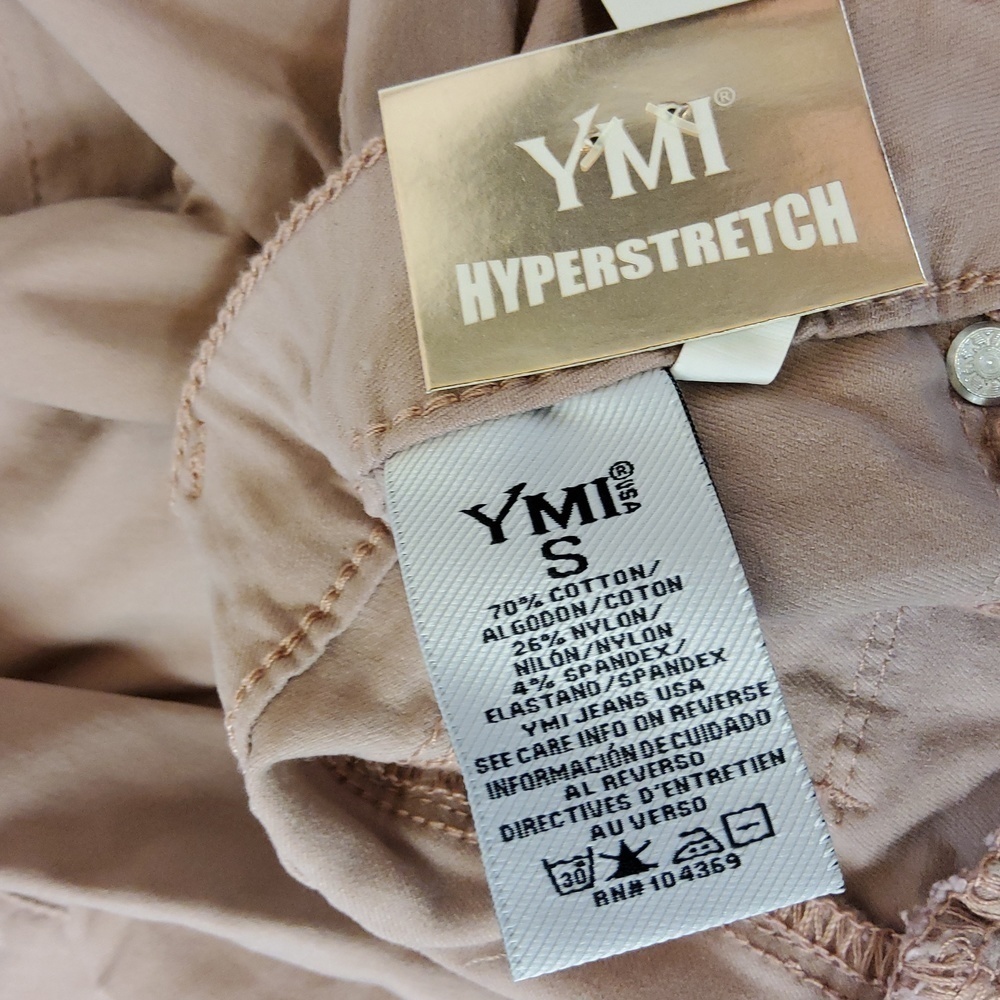 YMI®
HYPERSTRETCH
YMI® USA
S
70% COTTON/
ALGODON/COTON
26% NYLON/
NILÓN/NYLON
4% SPANDEX/
ELASTAND/SPANDEX
YMI JEANS USA
SEE CARE INFO ON REVERSE
INFORMACIÓN DE CUIDADO
AL REVERSO
DIRECTIVES D'ENTRETIEN
AU VERSO
30
RN# 104369